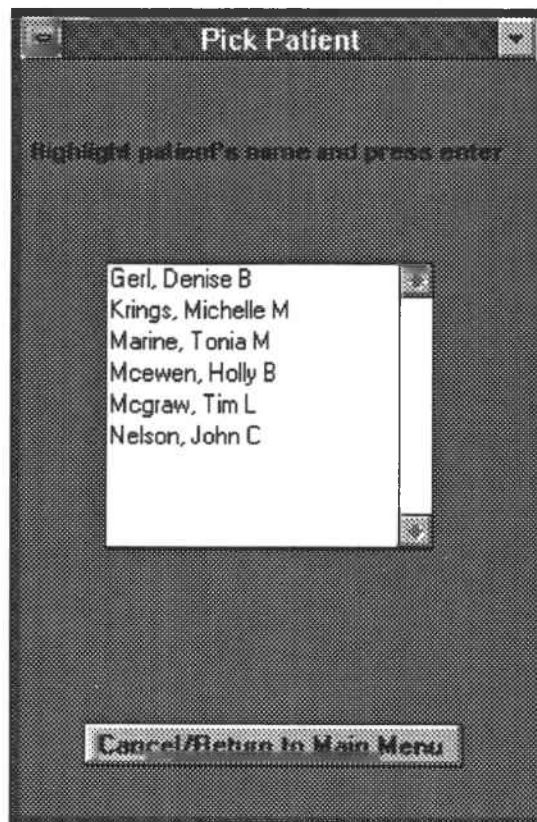 Pick Patient
Highlight patient's name and press enter
Gerl, Denise B
Krings, Michelle M
Marine, Tonia M
Mcewen, Holly B
Mcgraw, Tim L
Nelson, John C
Cancel/Return to Main Menu